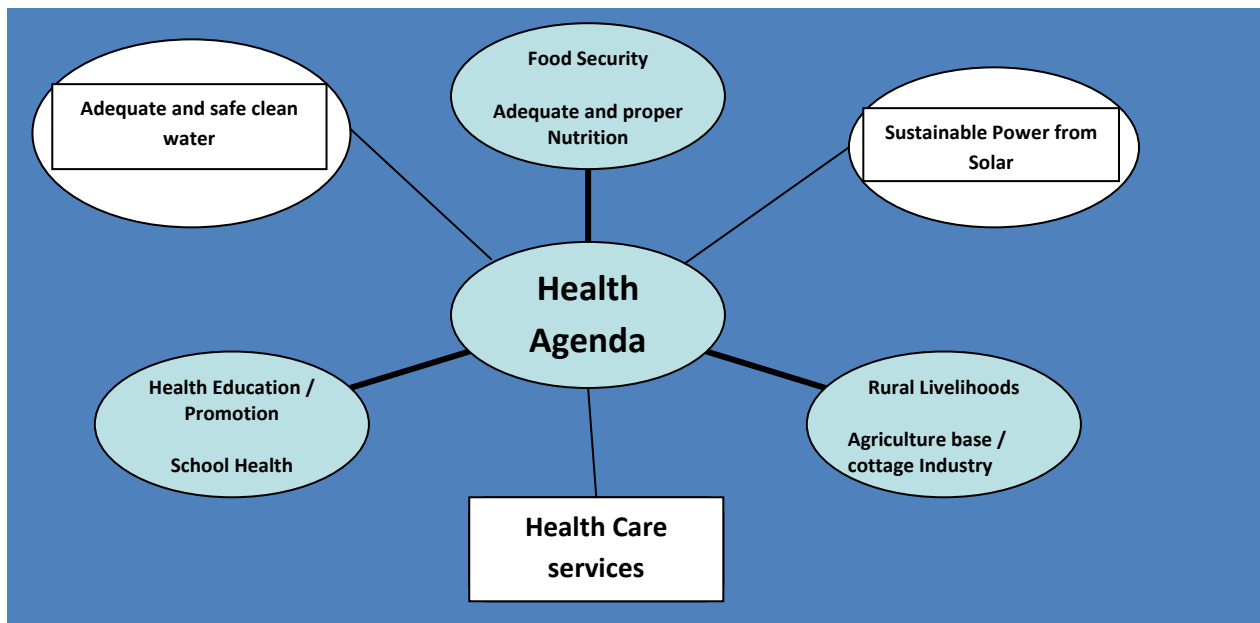 Food Security
Adequate and proper
Nutrition
Adequate and safe clean
water
Sustainable Power from
Solar
Health
Agenda
Health Education /
Promotion
School Health
Rural Livelihoods
Agriculture base /
cottage Industry
Health Care
services